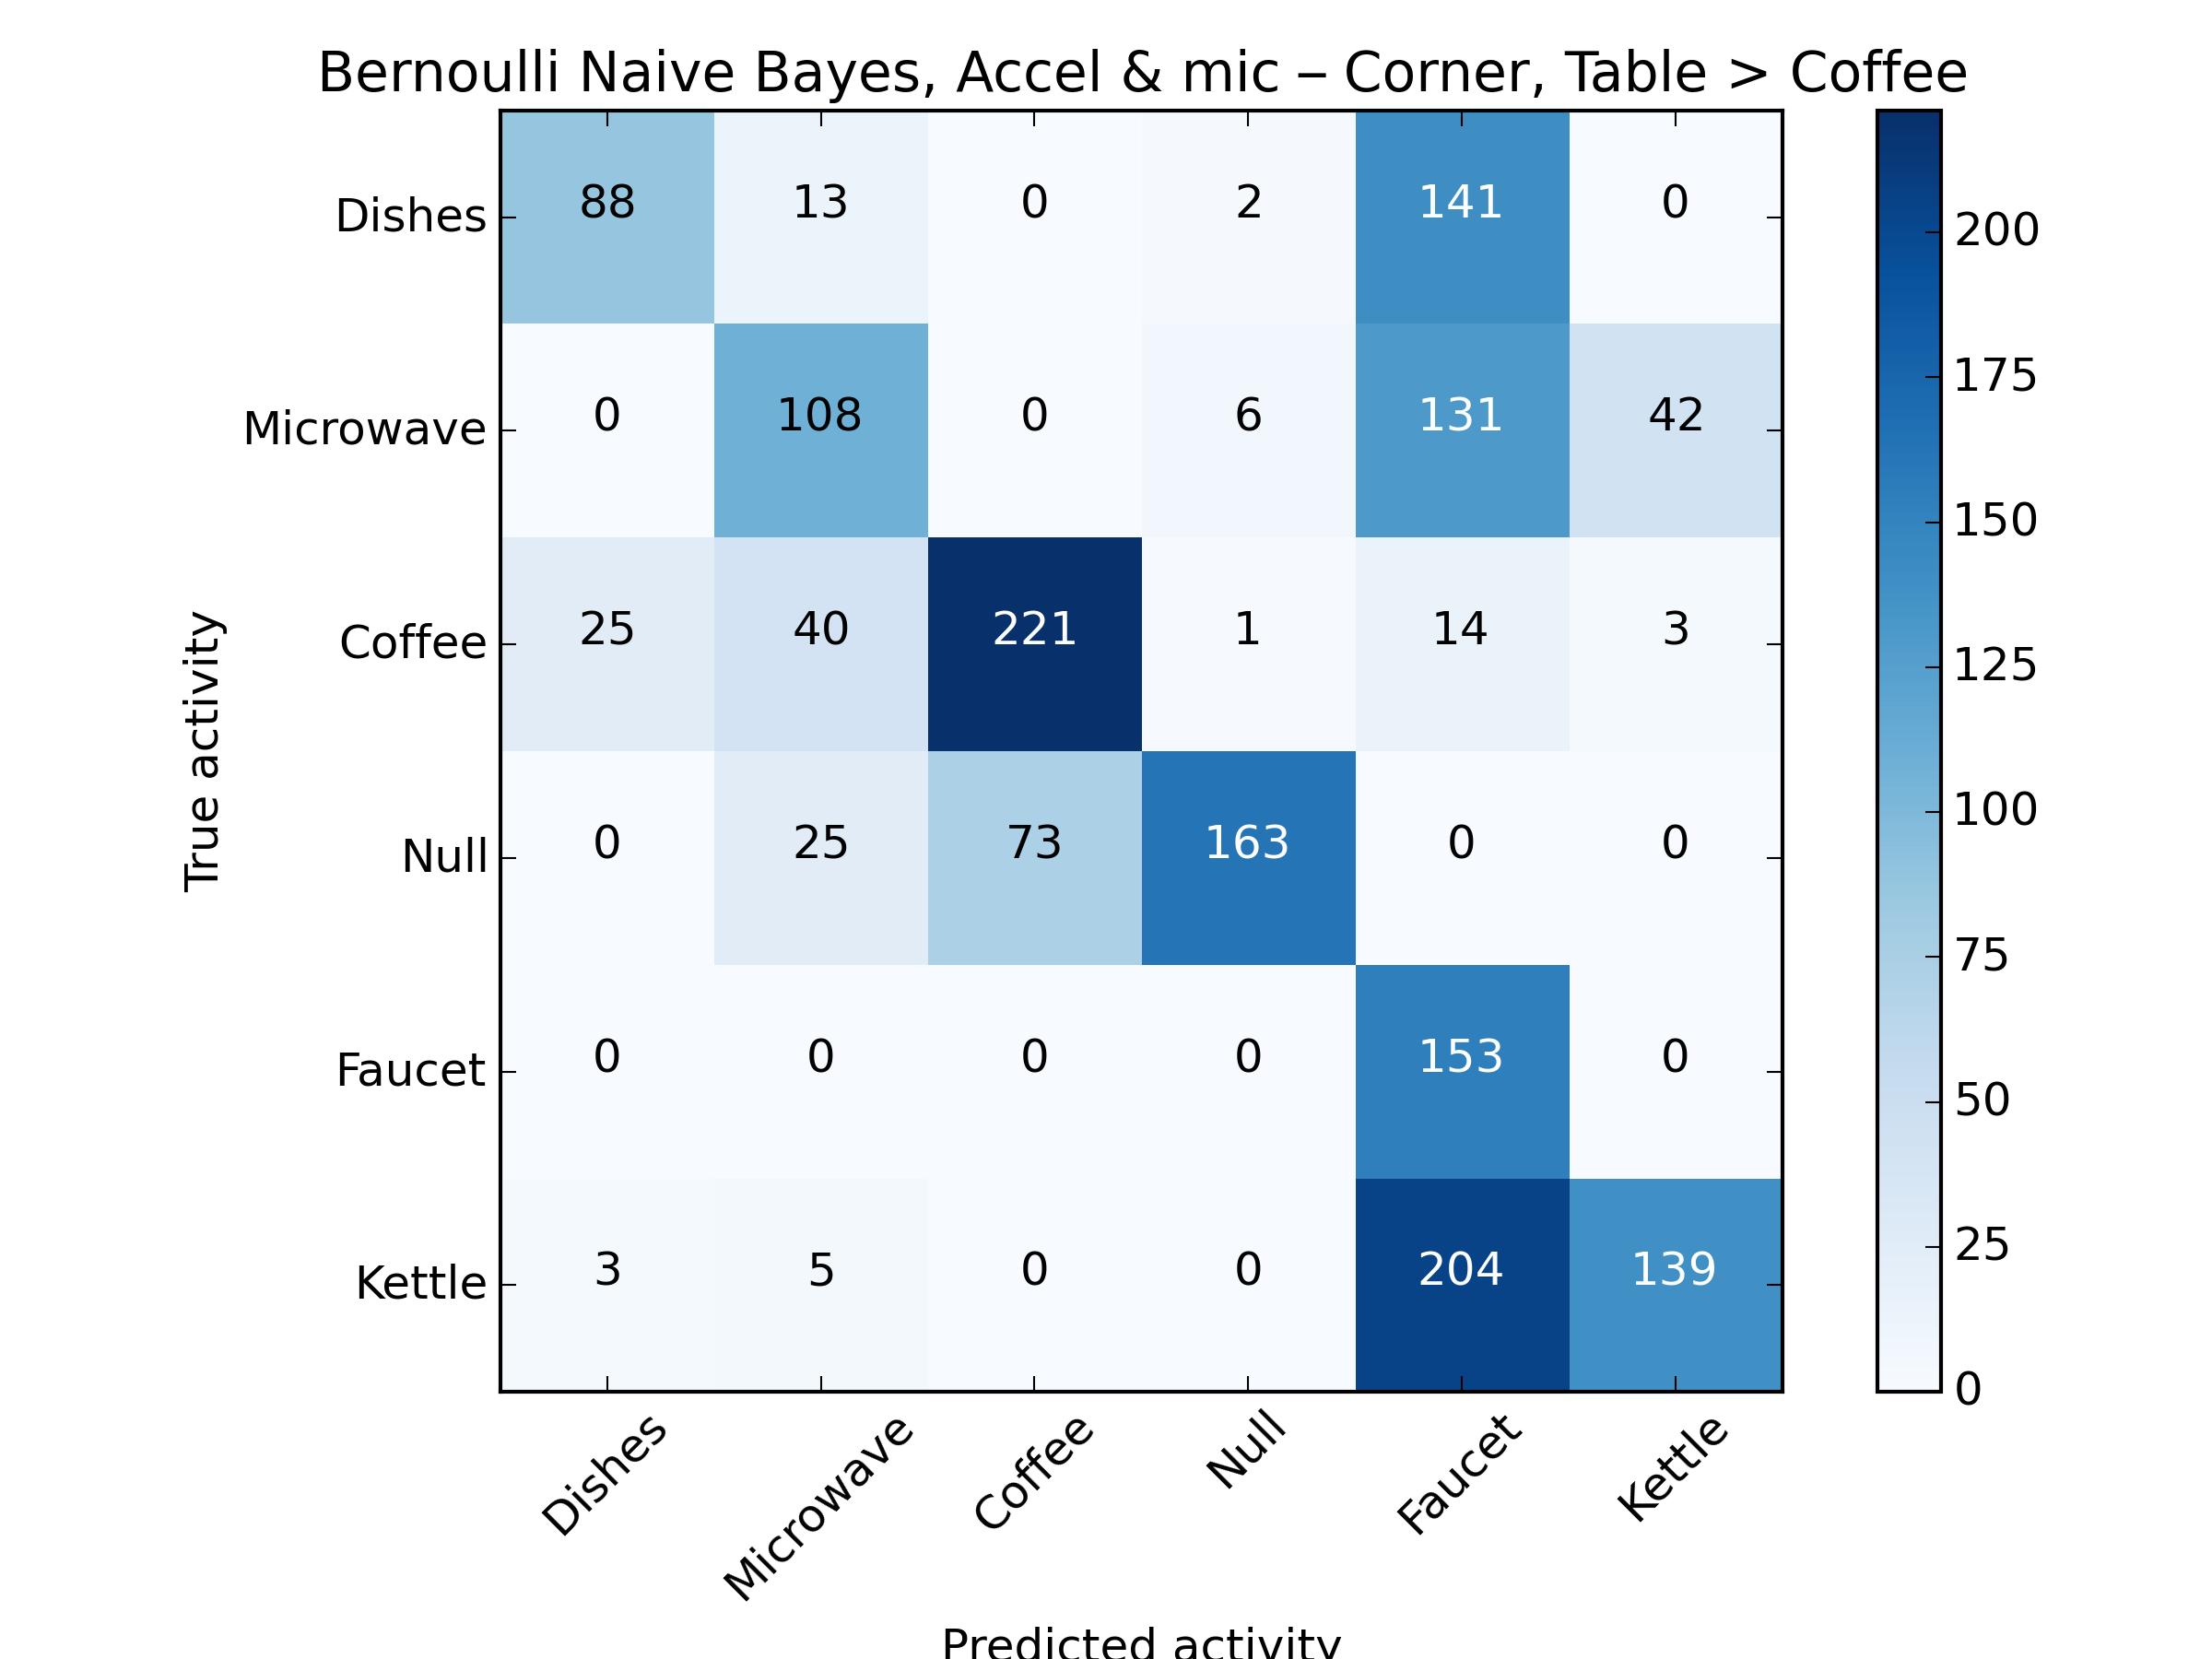 Bernoulli Naive Bayes, Accel & mic – Corner, Table > Coffee
Dishes 88 13 0 2 141 0
Microwave 0 108 0 6 131 42
Coffee 25 40 221 1 14 3
Null 0 25 73 163 0 0
Faucet 0 0 0 0 153 0
Kettle 3 5 0 0 204 139
True activity
Dishes Microwave Coffee Null Faucet Kettle
Predicted activity
200
175
150
125
100
75
50
25
0